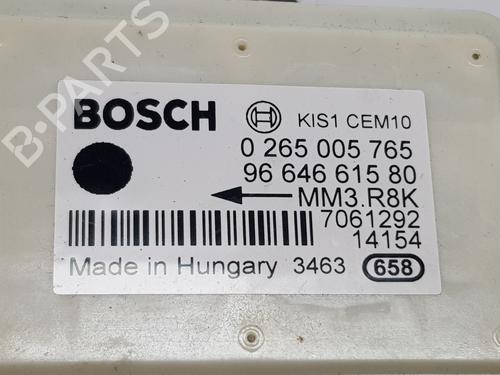 BOSCH KIS1 CEM10
0 265 005 765
96 646 615 80
MM3.R8K
7061292
14154
Made in Hungary 3463 658
B-PARTS